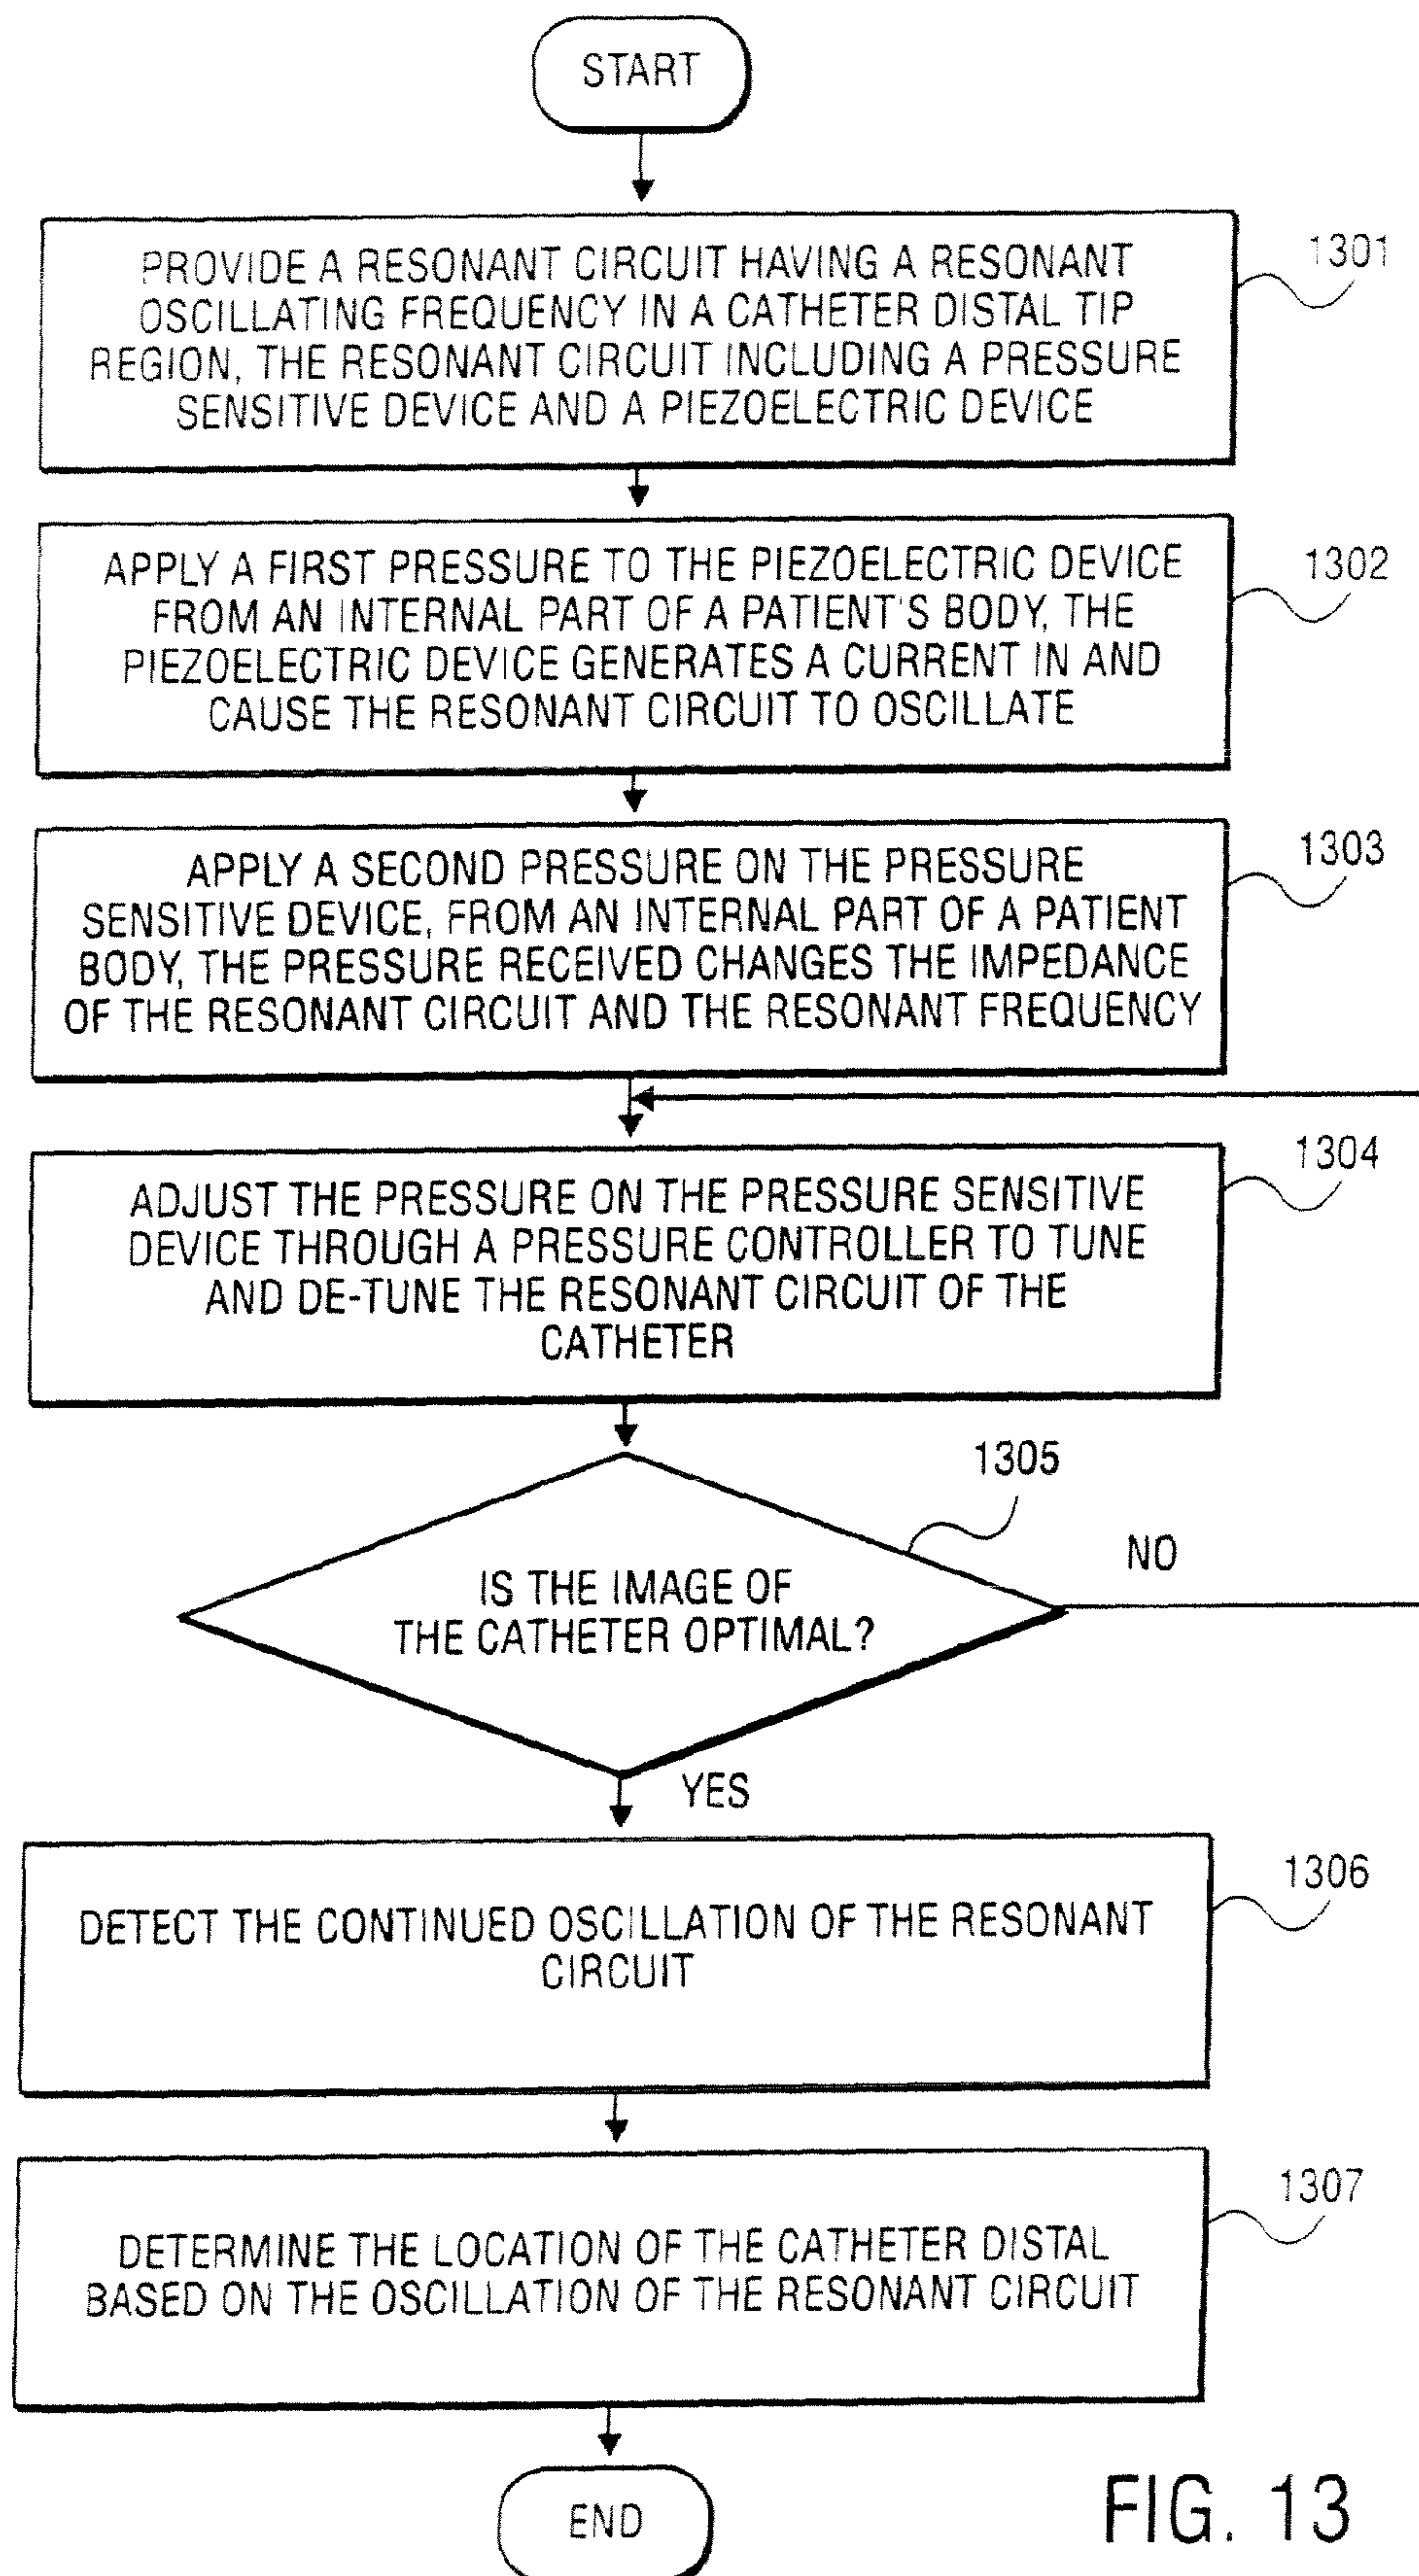 START
PROVIDE A RESONANT CIRCUIT HAVING A RESONANT
OSCILLATING FREQUENCY IN A CATHETER DISTAL TIP
REGION, THE RESONANT CIRCUIT INCLUDING A PRESSURE
SENSITIVE DEVICE AND A PIEZOELECTRIC DEVICE
1301
APPLY A FIRST PRESSURE TO THE PIEZOELECTRIC DEVICE
FROM AN INTERNAL PART OF A PATIENT'S BODY, THE
PIEZOELECTRIC DEVICE GENERATES A CURRENT IN AND
CAUSE THE RESONANT CIRCUIT TO OSCILLATE
1302
APPLY A SECOND PRESSURE ON THE PRESSURE
SENSITIVE DEVICE, FROM AN INTERNAL PART OF A PATIENT
BODY, THE PRESSURE RECEIVED CHANGES THE IMPEDANCE
OF THE RESONANT CIRCUIT AND THE RESONANT FREQUENCY
1303
ADJUST THE PRESSURE ON THE PRESSURE SENSITIVE
DEVICE THROUGH A PRESSURE CONTROLLER TO TUNE
AND DE-TUNE THE RESONANT CIRCUIT OF THE
CATHETER
1304
1305
IS THE IMAGE OF
THE CATHETER OPTIMAL?
NO
YES
DETECT THE CONTINUED OSCILLATION OF THE RESONANT
CIRCUIT
1306
DETERMINE THE LOCATION OF THE CATHETER DISTAL
BASED ON THE OSCILLATION OF THE RESONANT CIRCUIT
1307
END
FIG. 13